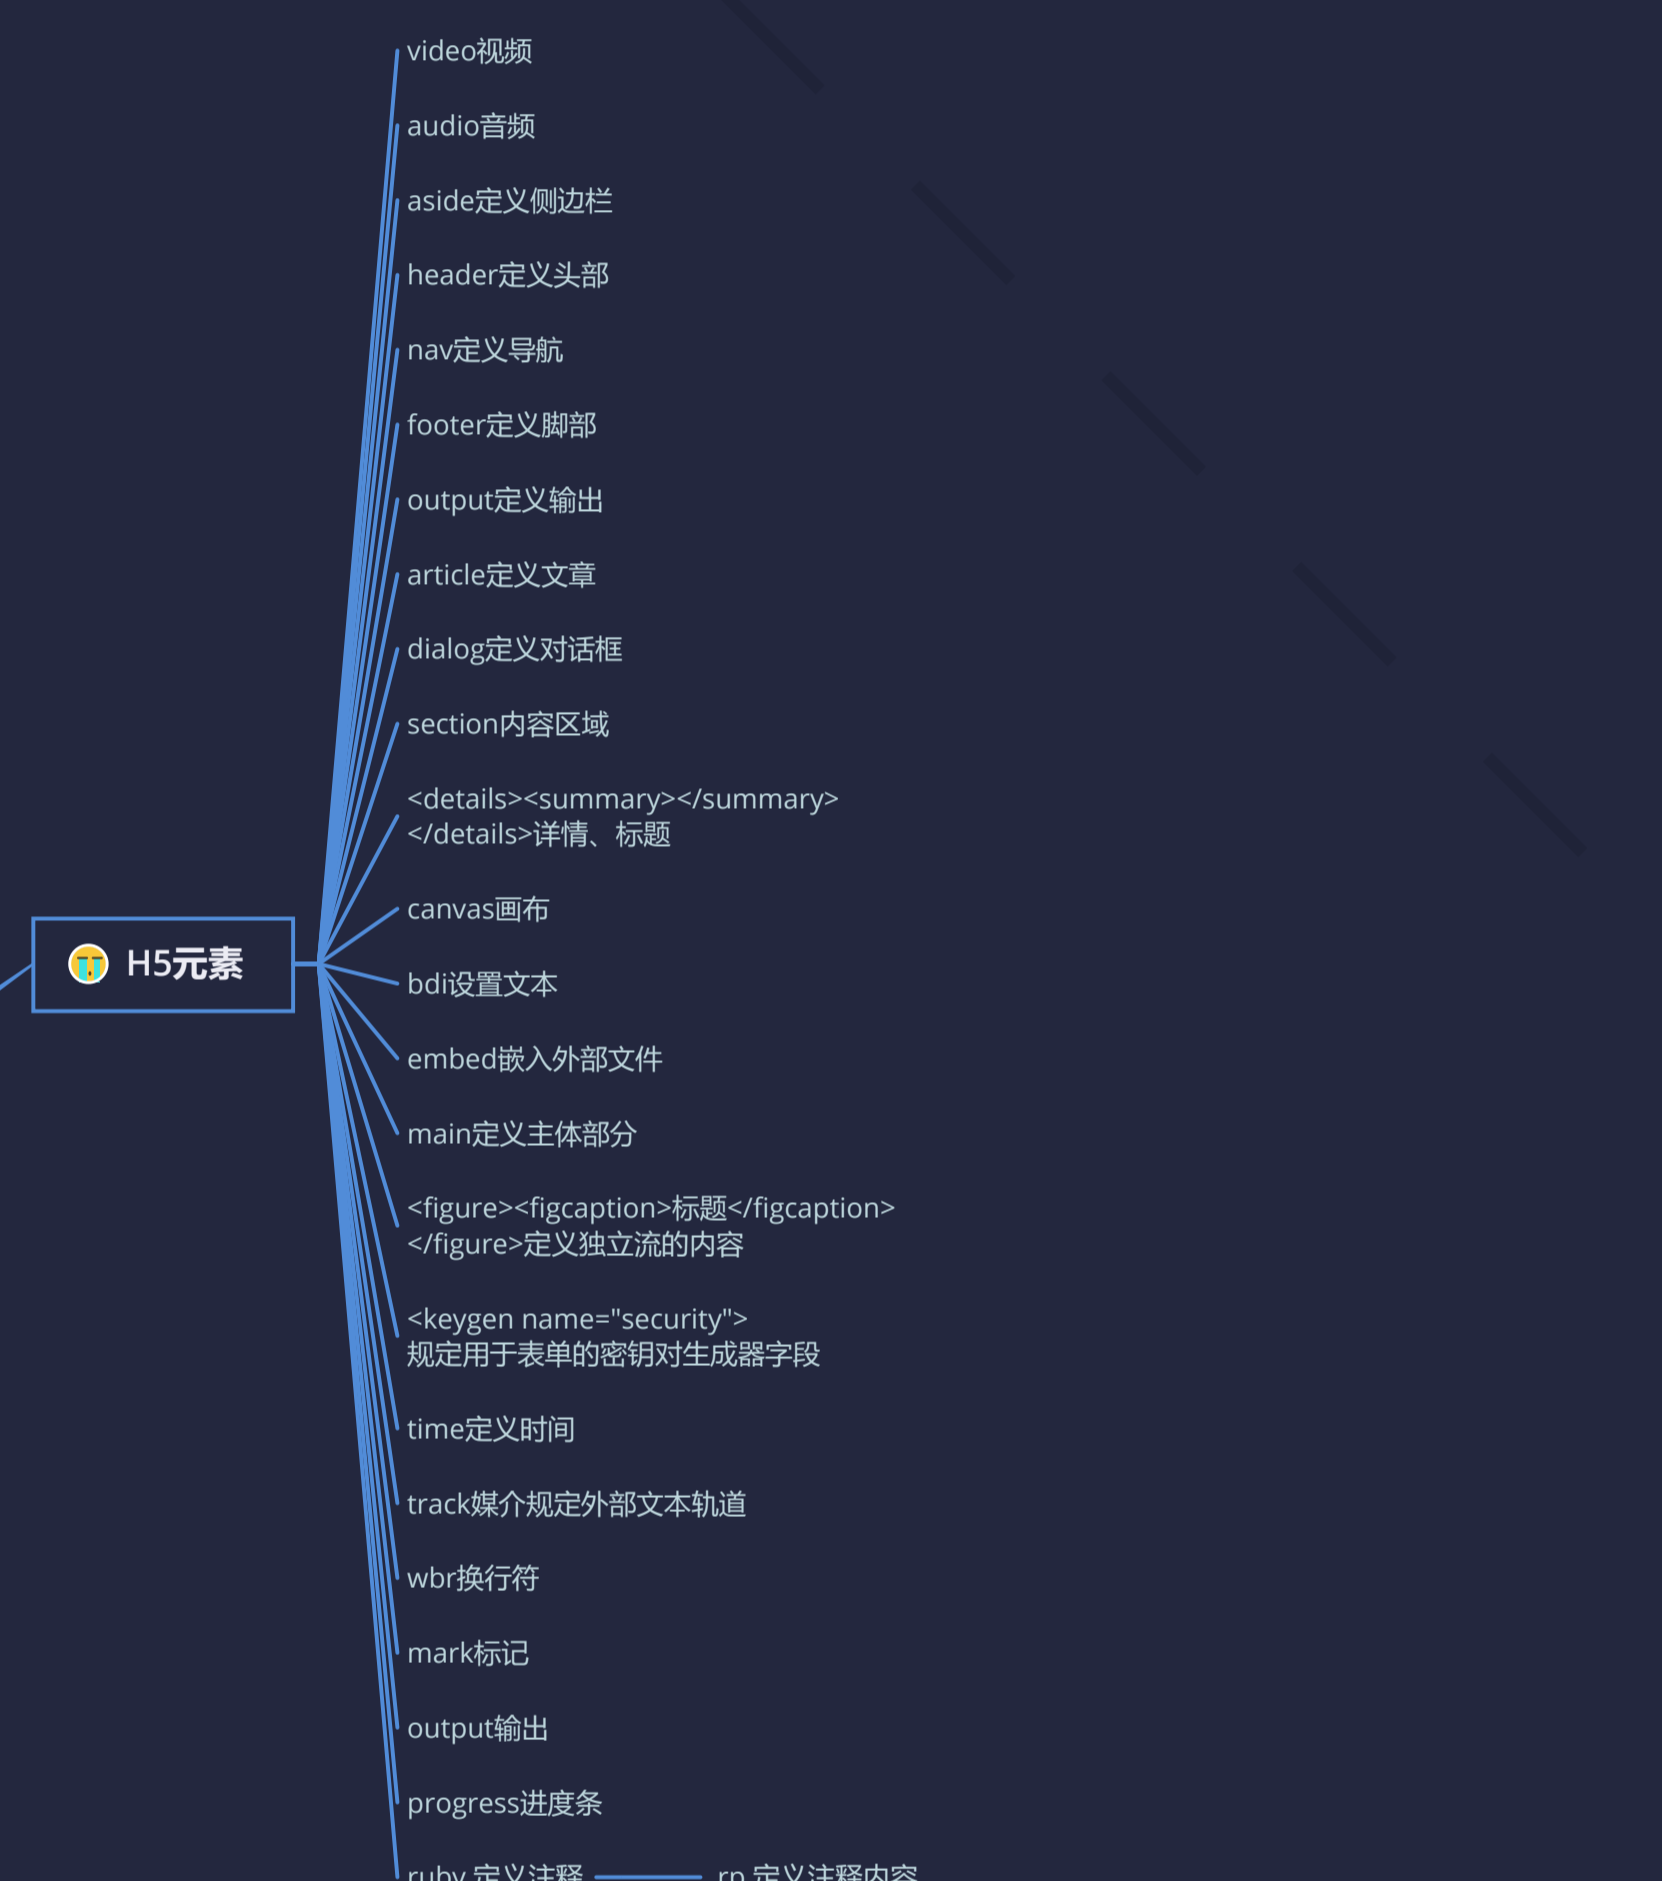 video视频
audio音频
aside定义侧边栏
header定义头部
nav定义导航
footer定义脚部
output定义输出
article定义文章
dialog定义对话框
section内容区域
<details><summary></summary>
</details>详情、标题
canvas画布
H5元素
bdi设置文本
embed嵌入外部文件
main定义主体部分
<figure><figcaption>标题</figcaption>
</figure>定义独立流的内容
<keygen name="security">
规定用于表单的密钥对生成器字段
time定义时间
track媒介规定外部文本轨道
wbr换行符
mark标记
output输出
progress进度条
ruby 定义注释
rp 定义注释内容